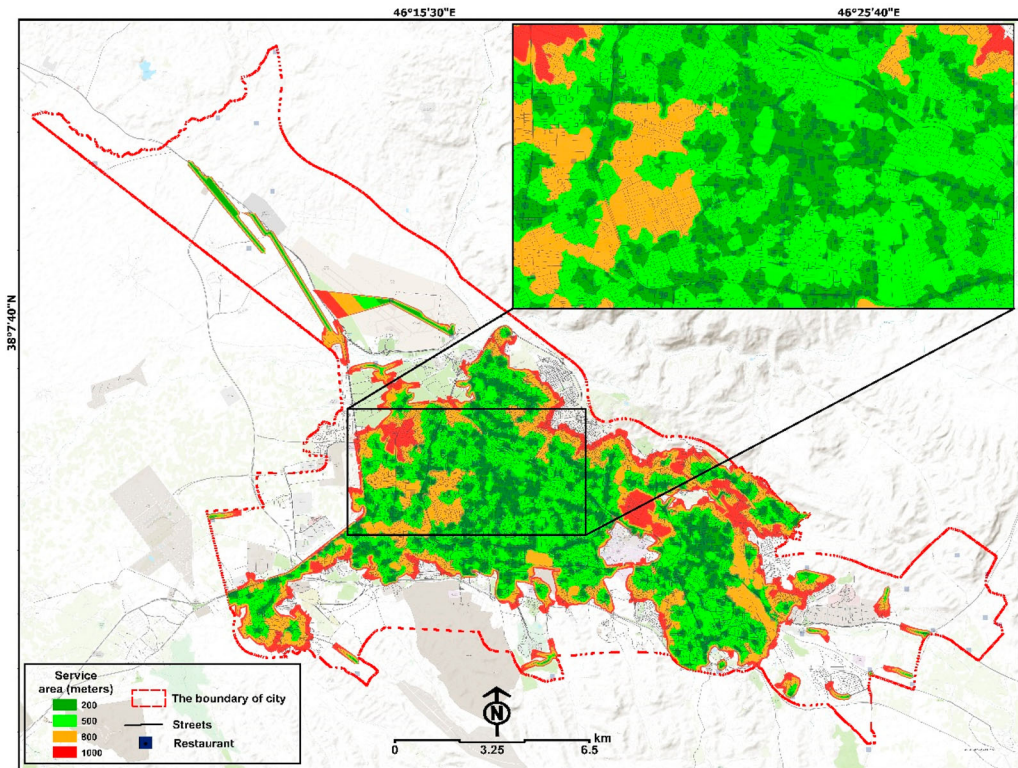 46°15'30"E
46°25'40"E
38°7'40"N
Service
area (meters)
200
500
800
1000
The boundary of city
Streets
Restaurant
N
km
0
3.25
6.5